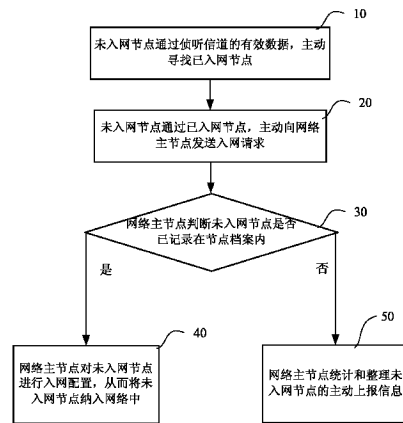 10
未入网节点通过侦听信道的有效数据，主动
寻找已入网节点
20
未入网节点通过已入网节点，主动向网络
主节点发送入网请求
30
网络主节点判断未入网节点是否
已记录在节点档案内
是
否
40
网络主节点对未入网节点
进行入网配置，从而将未
入网节点纳入网络中
50
网络主节点统计和整理未
入网节点的主动上报信息